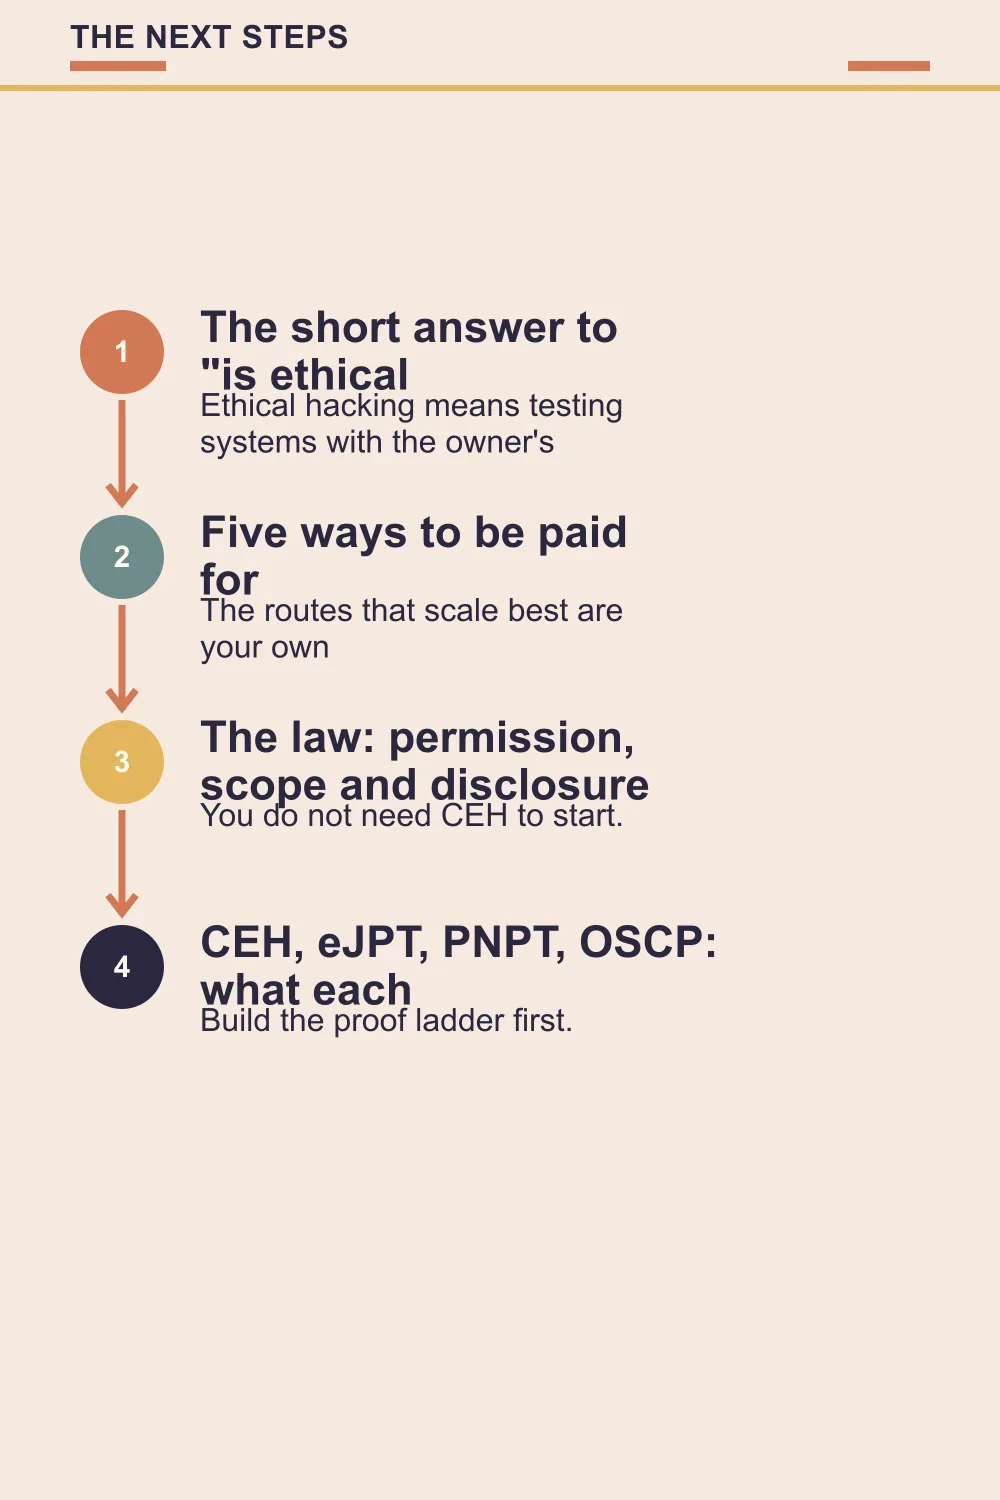 THE NEXT STEPS
1
The short answer to
"is ethical
Ethical hacking means testing
systems with the owner's
2
Five ways to be paid
for
The routes that scale best are
your own
3
The law: permission,
scope and disclosure
You do not need CEH to start.
4
CEH, eJPT, PNPT, OSCP:
what each
Build the proof ladder first.